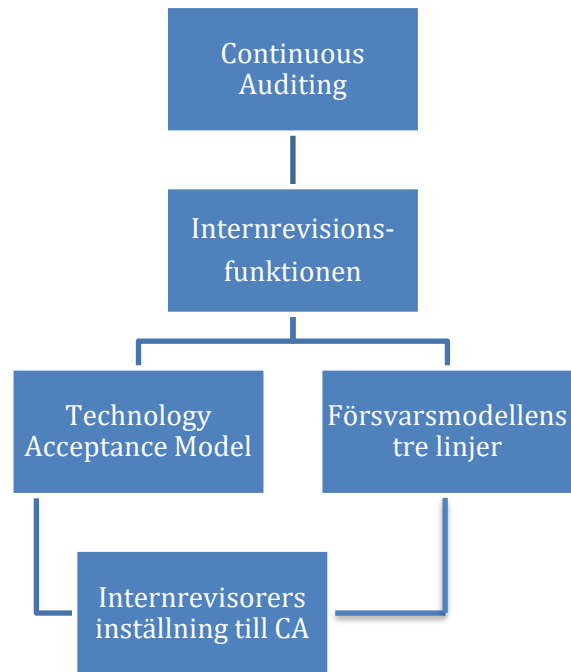 Continuous
Auditing
Internrevisions-
funktionen
Technology
Acceptance Model
Försvarsmodellens
tre linjer
Internrevisorers
inställning till CA